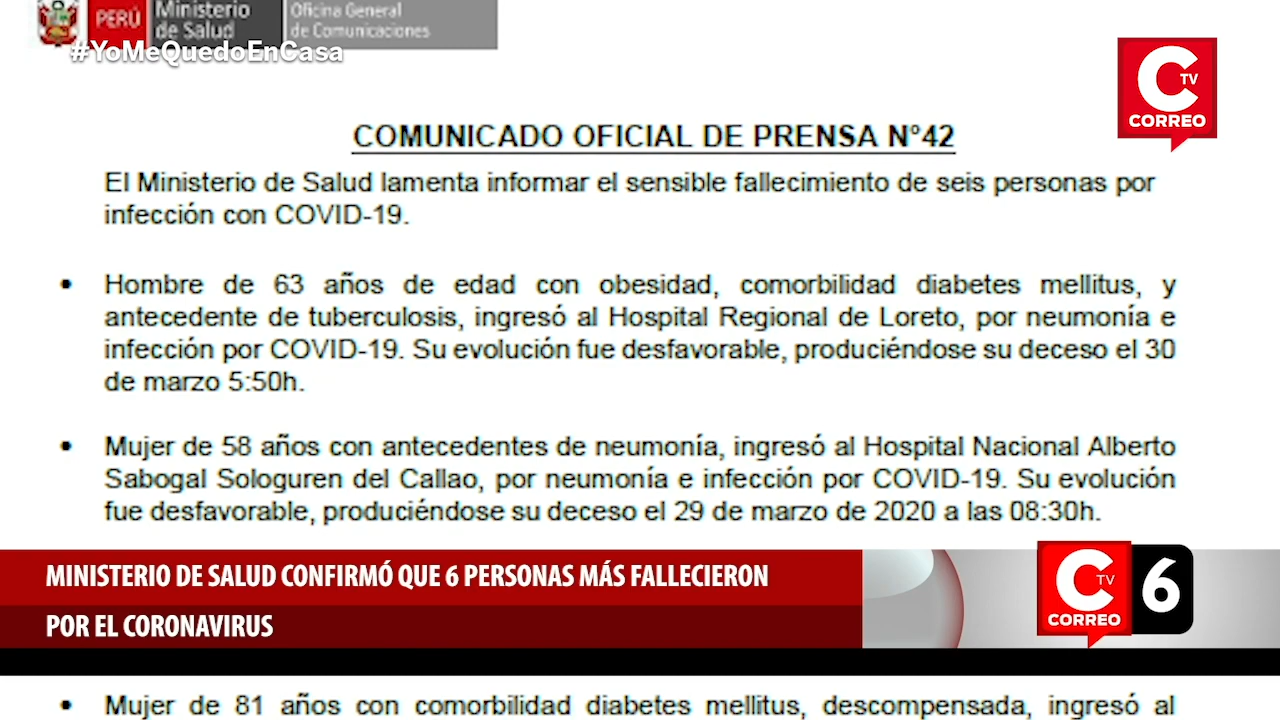 PERÚ
Ministerio
de Salud
Oficina General
de Comunicaciones
#YoMeQuedoEnCasa
C TV
CORREO
COMUNICADO OFICIAL DE PRENSA N°42
El Ministerio de Salud lamenta informar el sensible fallecimiento de seis personas por
infección con COVID-19.
• Hombre de 63 años de edad con obesidad, comorbilidad diabetes mellitus, y
antecedente de tuberculosis, ingresó al Hospital Regional de Loreto, por neumonía e
infección por COVID-19. Su evolución fue desfavorable, produciéndose su deceso el 30
de marzo 5:50h.
• Mujer de 58 años con antecedentes de neumonía, ingresó al Hospital Nacional Alberto
Sabogal Sologuren del Callao, por neumonía e infección por COVID-19. Su evolución
fue desfavorable, produciéndose su deceso el 29 de marzo de 2020 a las 08:30h.
MINISTERIO DE SALUD CONFIRMÓ QUE 6 PERSONAS MÁS FALLECIERON
POR EL CORONAVIRUS
C TV
CORREO
6
• Mujer de 81 años con comorbilidad diabetes mellitus, descompensada, ingresó al